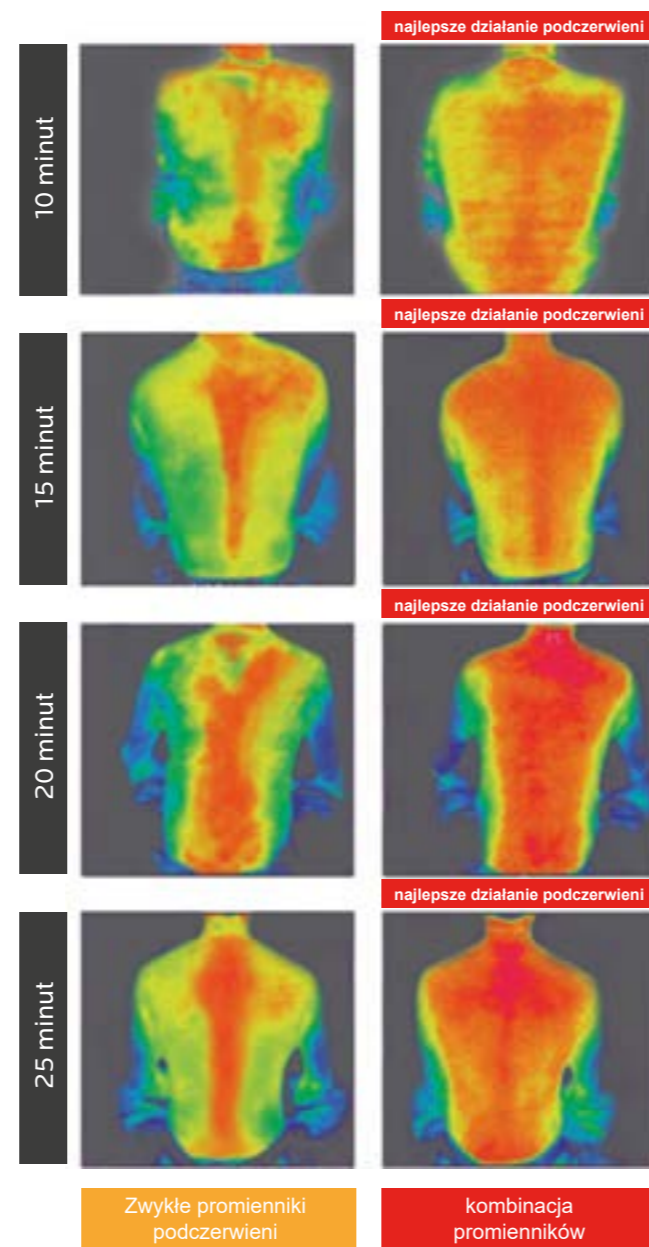 najlepsze działanie podczerwieni
10 minut
najlepsze działanie podczerwieni
15 minut
najlepsze działanie podczerwieni
20 minut
najlepsze działanie podczerwieni
25 minut
Zwykłe promienniki
podczerwieni
kombinacja
promienników